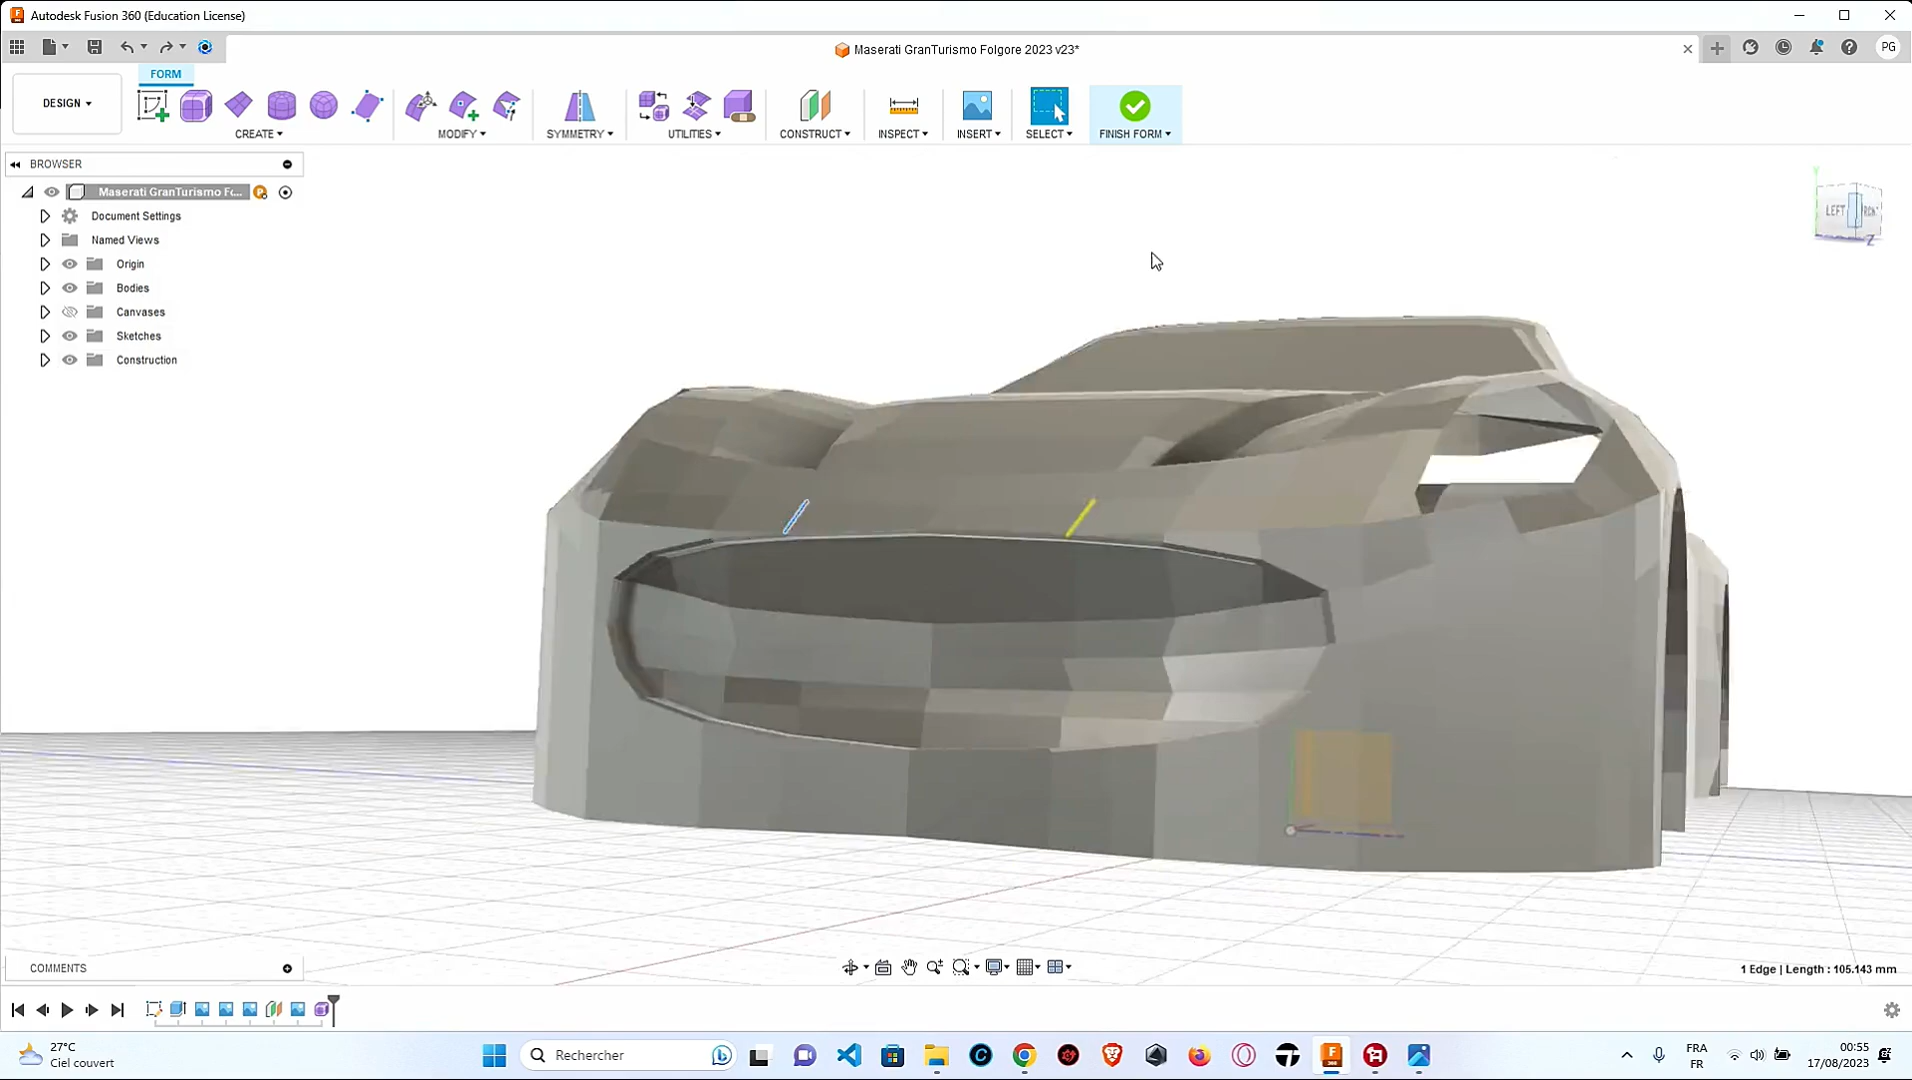 Autodesk Fusion 360 (Education License)
Maserati GranTurismo Folgore 2023 v23*
PG
FORM
DESIGN
CREATE
MODIFY
SYMMETRY
UTILITIES
CONSTRUCT
INSPECT
INSERT
SELECT
FINISH FORM
BROWSER
Maserati GranTurismo F(...
Document Settings
Named Views
Origin
Bodies
Canvases
Sketches
Construction
LEFT
Z
COMMENTS
1 Edge | Length : 105.143 mm
27°C
Ciel couvert
Rechercher
FRA
FR
00:55
17/08/2023